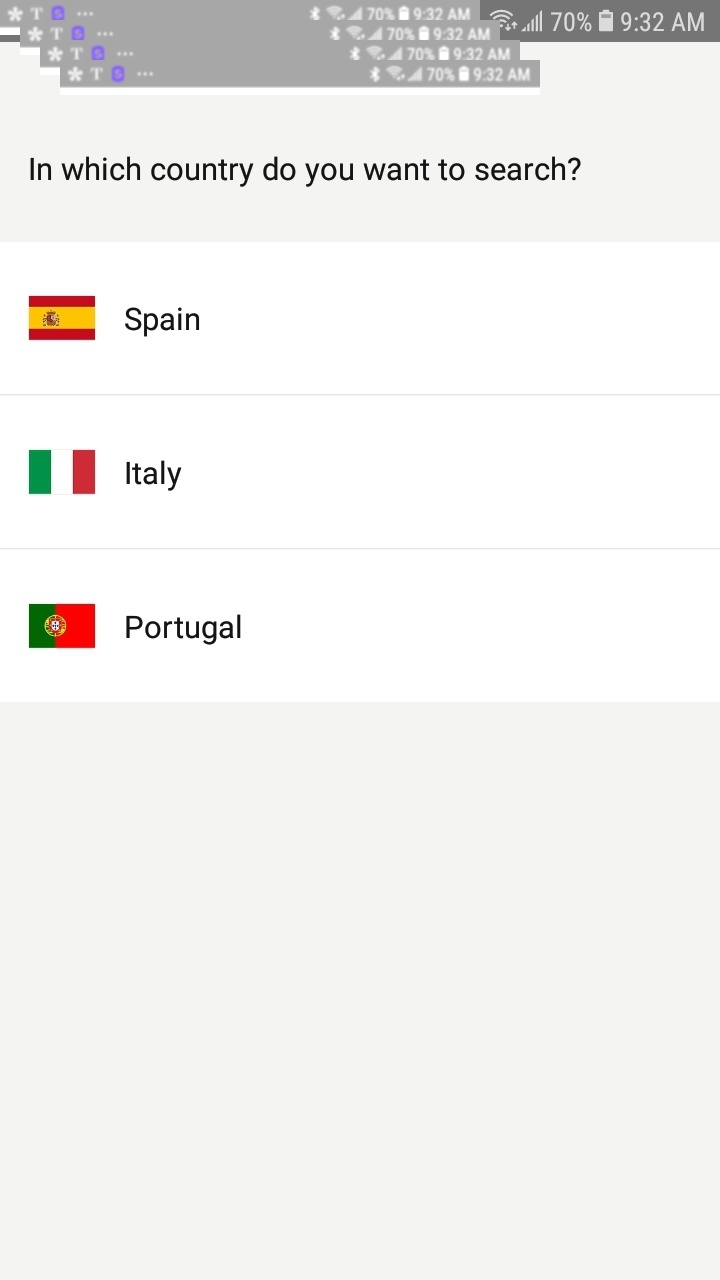 T S ... 70% 9:32 AM 70% 9:32 AM
T S ... 70% 9:32 AM
T S ... 70% 9:32 AM
T S ... 70% 9:32 AM
In which country do you want to search?
Spain
Italy
Portugal